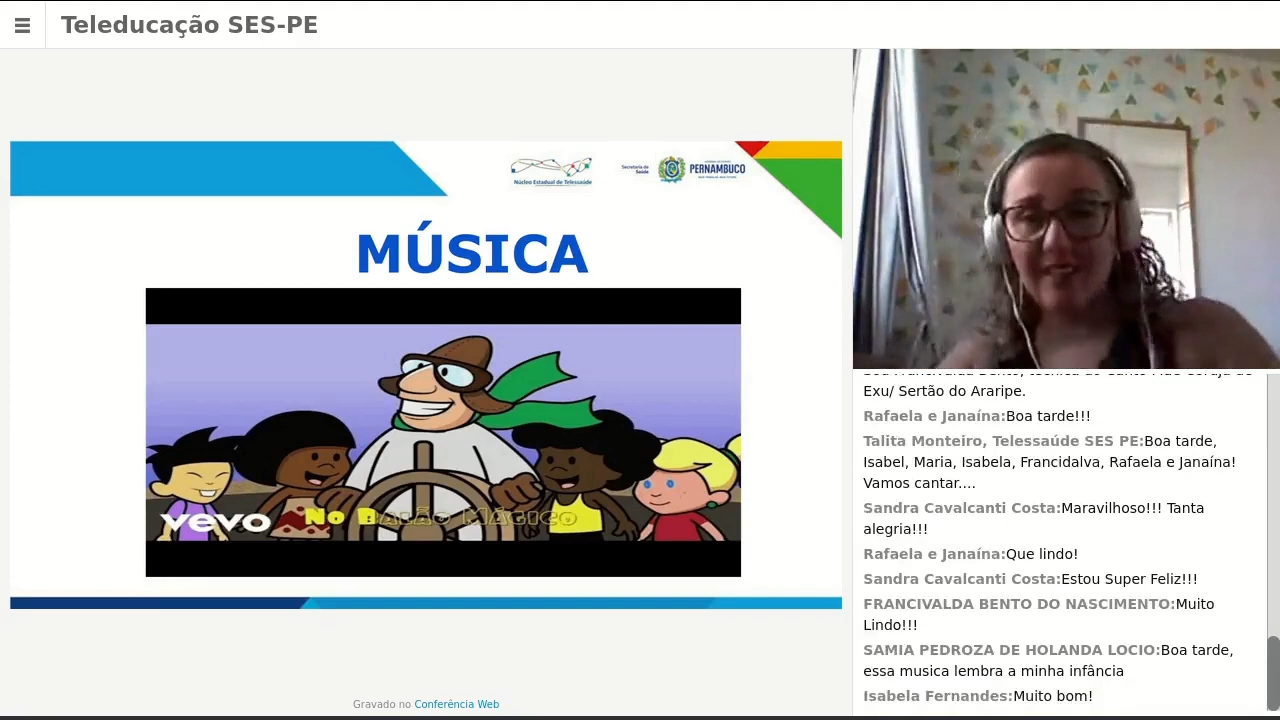 Teleducação SES-PE
Núcleo Estadual de Telessaúde
Secretaria de
Saúde
PERNAMBUCO
MÚSICA
vevo
No Balão Mágico
Exu/ Sertão do Araripe.
Rafaela e Janaína:Boa tarde!!!
Talita Monteiro, Telessaúde SES PE:Boa tarde,
Isabel, Maria, Isabela, Francidalva, Rafaela e Janaína!
Vamos cantar....
Sandra Cavalcanti Costa:Maravilhoso!!! Tanta
alegria!!!
Rafaela e Janaína:Que lindo!
Sandra Cavalcanti Costa:Estou Super Feliz!!!
FRANCIVALDA BENTO DO NASCIMENTO:Muito
Lindo!!!
SAMIA PEDROZA DE HOLANDA LOCIO:Boa tarde,
essa musica lembra a minha infância
Isabela Fernandes:Muito bom!
Gravado no Conferência Web